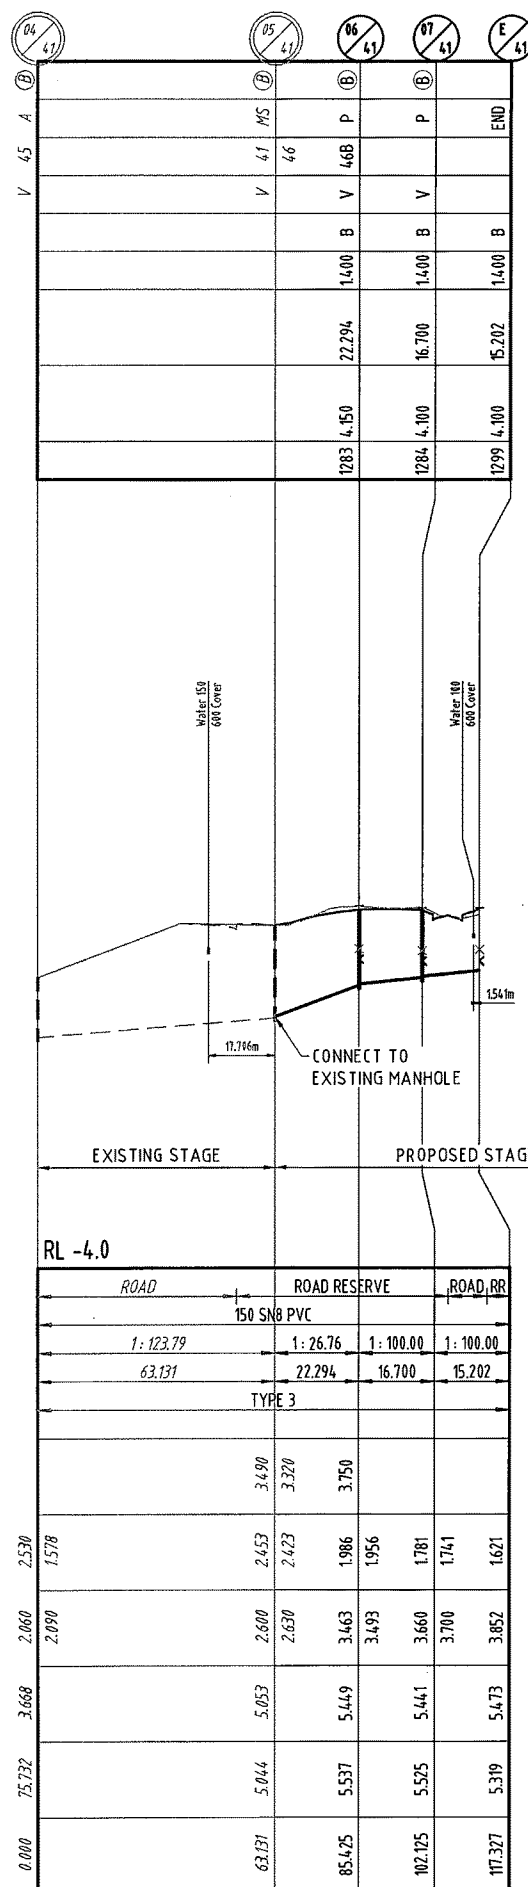 04 05 06 07 E
41 41 41 41 41
B B B B
A MS P P END
45 41 46 46B
V V V V
B B B
1.400 1.400 1.400
22.294 16.700 15.202
4.150 4.100 4.100
1283 1284 1299
Water 150
600 Cover
Water 100
600 Cover
17.706m
1.541m
CONNECT TO
EXISTING MANHOLE
EXISTING STAGE PROPOSED STAG
RL -4.0
ROAD ROAD RESERVE ROAD RR
150 SN8 PVC
1 : 123.79 1 : 26.76 1 : 100.00 1 : 100.00
63.131 22.294 16.700 15.202
TYPE 3
3.490 3.320 3.750
2.530 1.578 2.453 2.423 1.986 1.956 1.781 1.741 1.621
2.060 2.090 2.600 2.630 3.463 3.493 3.660 3.700 3.852
3.668 5.053 5.449 5.441 5.473
75.732 5.044 5.537 5.525 5.319
0.000 63.131 85.425 102.125 117.327